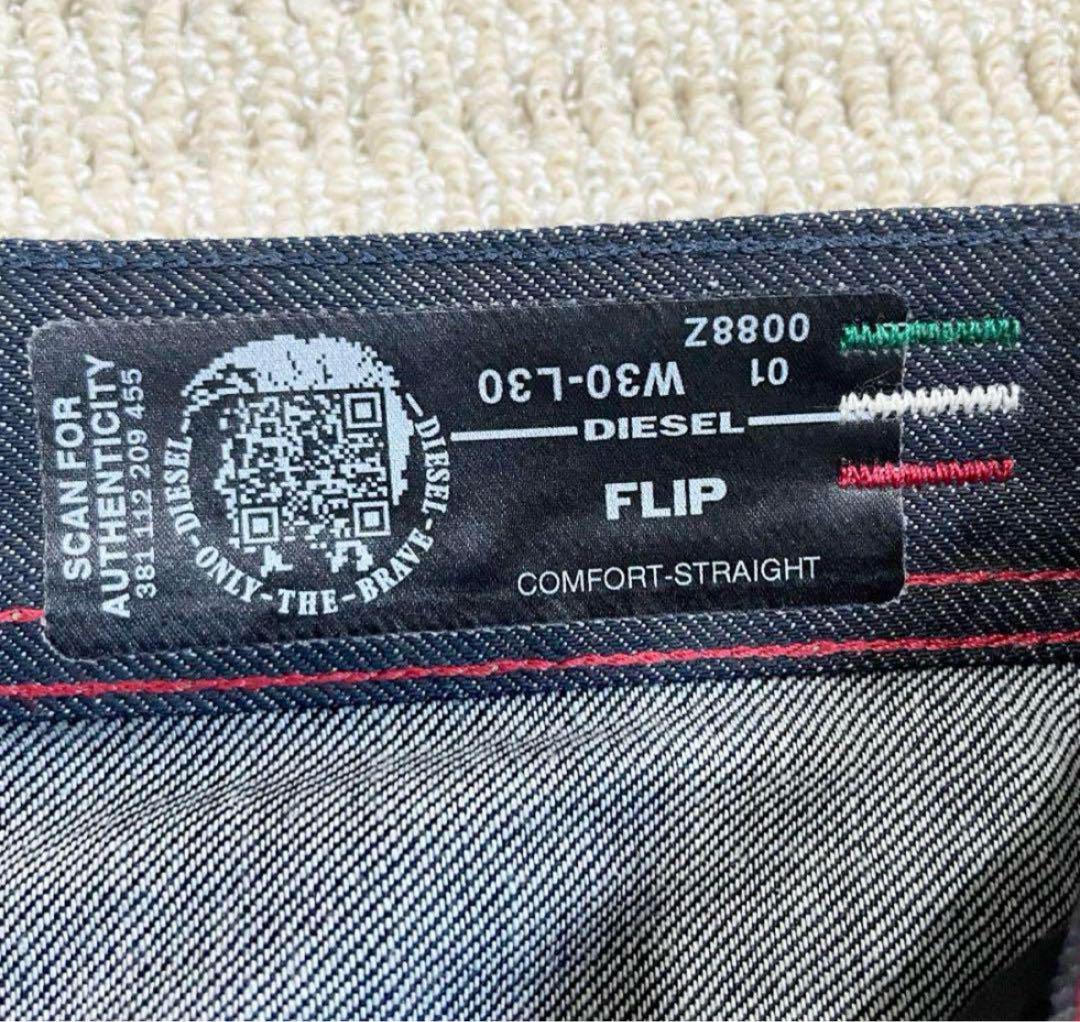 SCAN FOR
AUTHENTICITY
381 112 209 455
DIESEL-ONLY-THE-BRAVE-DIESEL
0088Z
01
W30-L30
DIESEL
FLIP
COMFORT-STRAIGHT